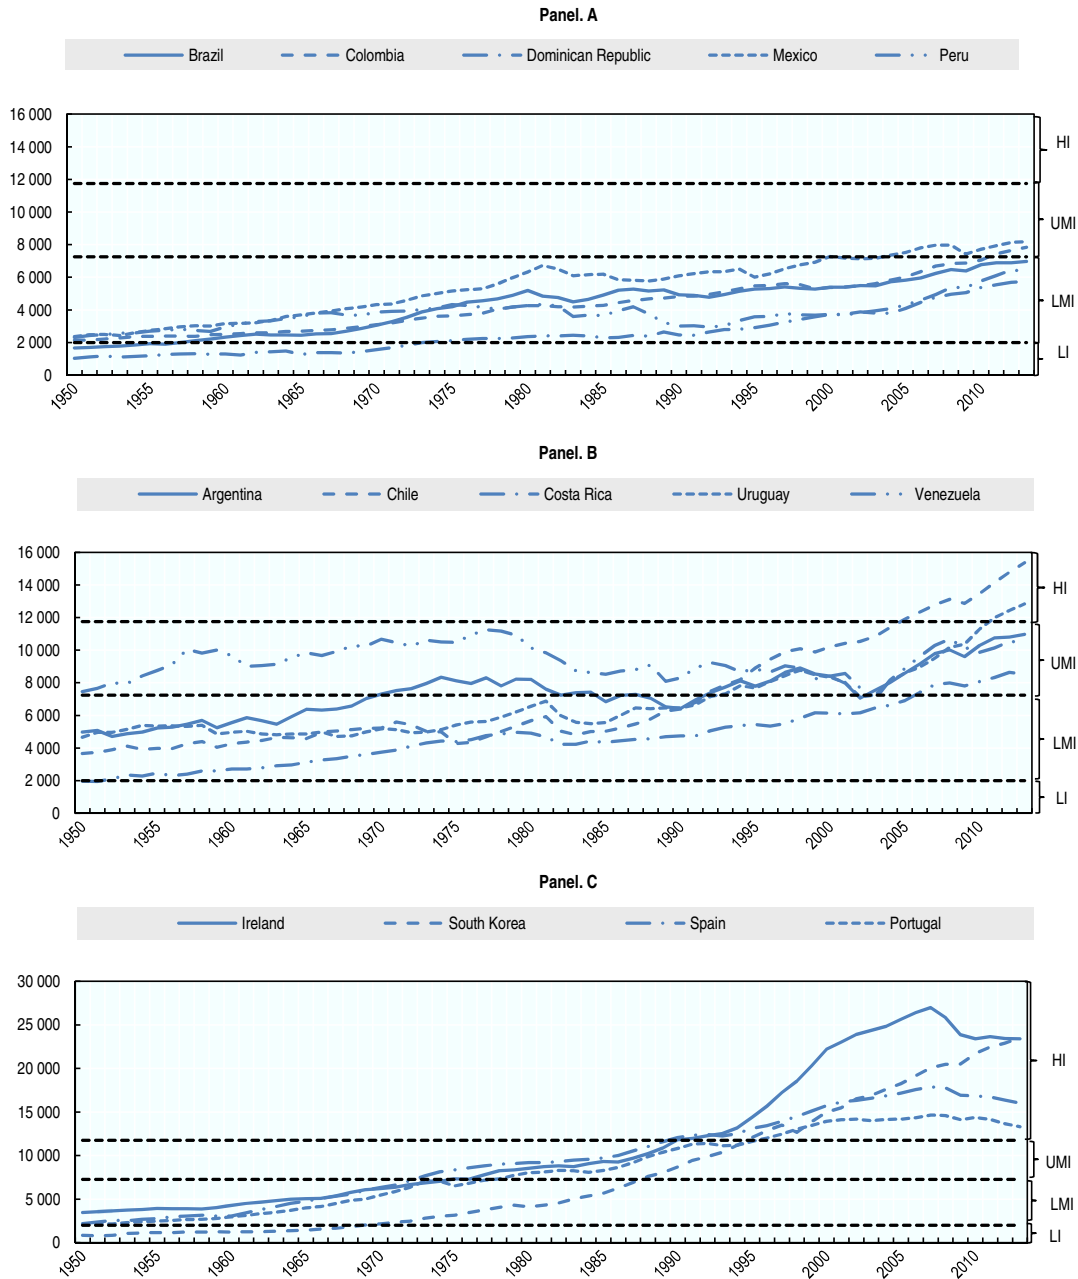 Panel. A
Brazil Colombia Dominican Republic Mexico Peru
16 000
14 000
12 000
10 000
8 000
6 000
4 000
2 000
0
HI
UMI
LMI
LI
1950 1955 1960 1965 1970 1975 1980 1985 1990 1995 2000 2005 2010
Panel. B
Argentina Chile Costa Rica Uruguay Venezuela
16 000
14 000
12 000
10 000
8 000
6 000
4 000
2 000
0
HI
UMI
LMI
LI
1950 1955 1960 1965 1970 1975 1980 1985 1990 1995 2000 2005 2010
Panel. C
Ireland South Korea Spain Portugal
30 000
25 000
20 000
15 000
10 000
5 000
0
HI
UMI
LMI
LI
1950 1955 1960 1965 1970 1975 1980 1985 1990 1995 2000 2005 2010